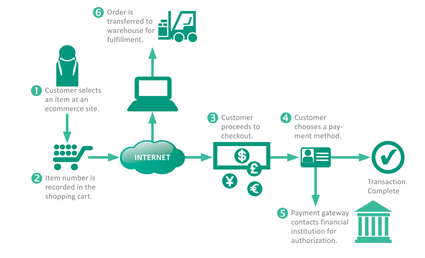 6 Order is
transferred to
warehouse for
fulfillment.
1 Customer selects
an item at an
ecommerce site.
2 Item number is
recorded in the
shopping cart.
INTERNET
3 Customer
proceeds to
checkout.
$
£
¥
€
4 Customer
chooses a pay-
ment method.
Transaction
Complete
5 Payment gateway
contacts financial
institution for
authorization.